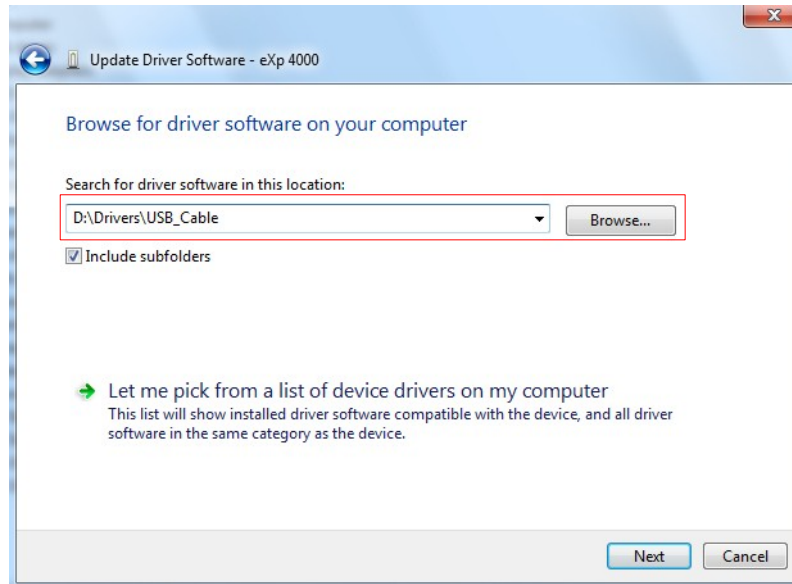 Update Driver Software - eXp 4000
Browse for driver software on your computer
Search for driver software in this location:
D:\Drivers\USB_Cable
Browse...
Include subfolders
Let me pick from a list of device drivers on my computer
This list will show installed driver software compatible with the device, and all driver
software in the same category as the device.
Next
Cancel